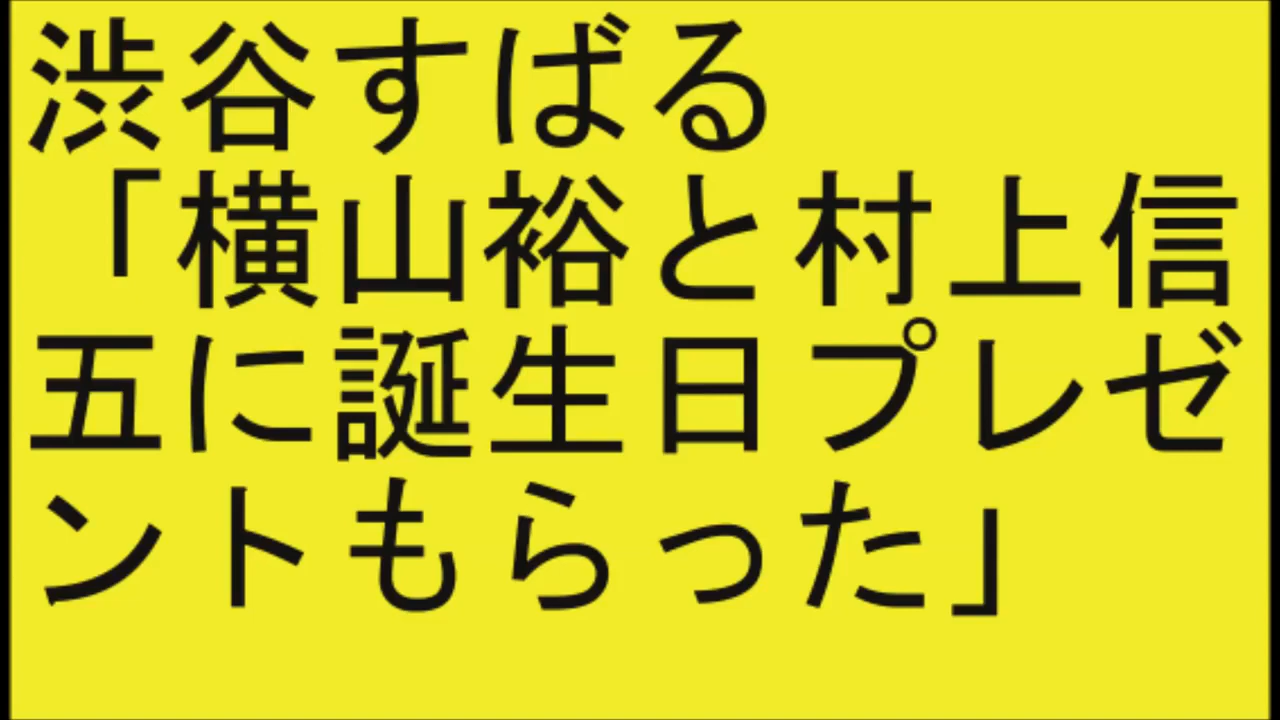 渋谷すばる
「横山裕と村上信
五に誕生日プレゼ
ントもらった」